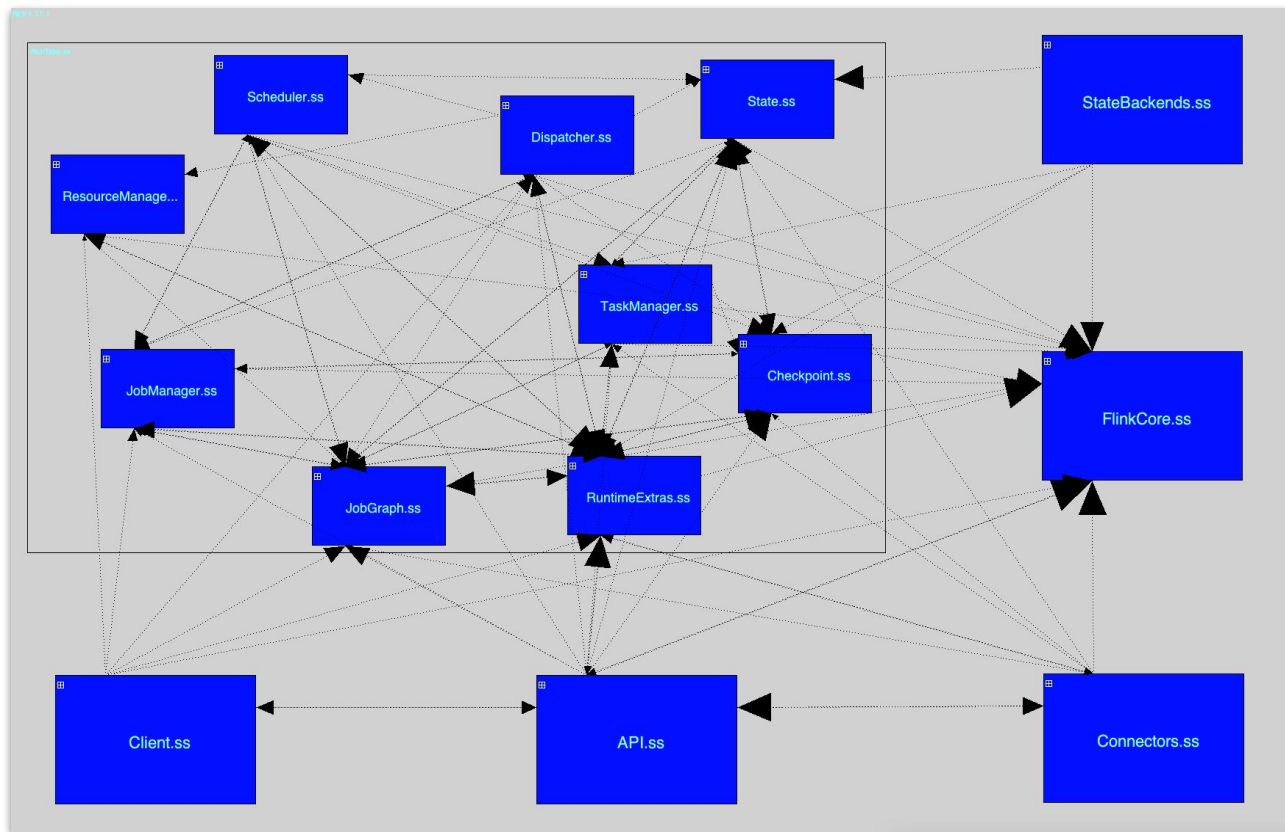 Scheduler.ss
State.ss
StateBackends.ss
Dispatcher.ss
ResourceManage...
TaskManager.ss
JobManager.ss
Checkpoint.ss
FlinkCore.ss
JobGraph.ss
RuntimeExtras.ss
Client.ss
API.ss
Connectors.ss